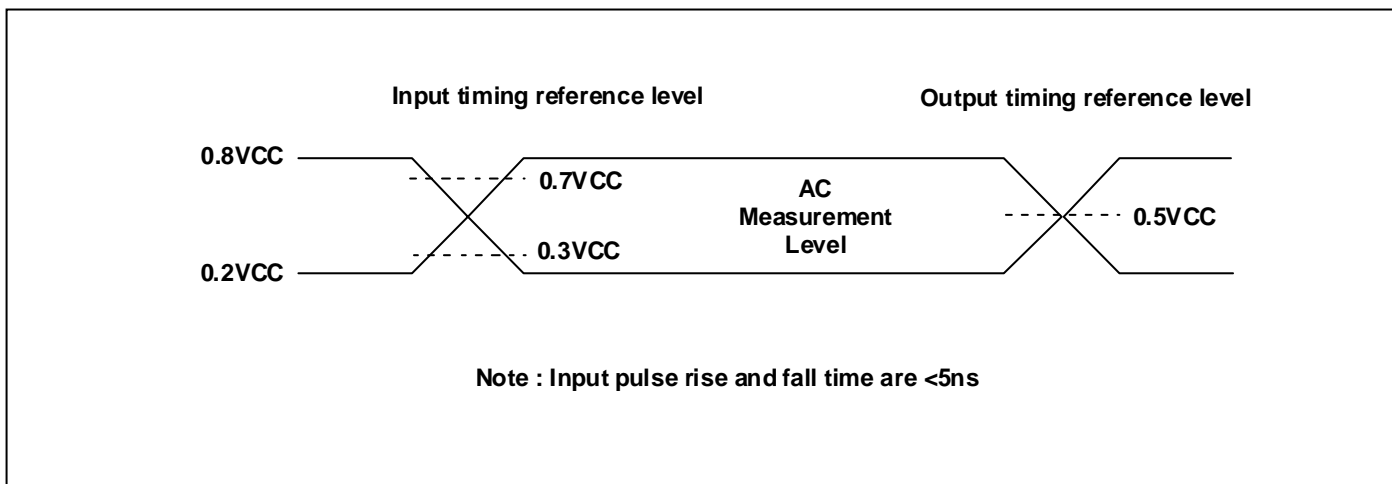 Input timing reference level
Output timing reference level
0.8VCC
0.7VCC
AC
Measurement
Level
0.5VCC
0.3VCC
0.2VCC
Note : Input pulse rise and fall time are <5ns